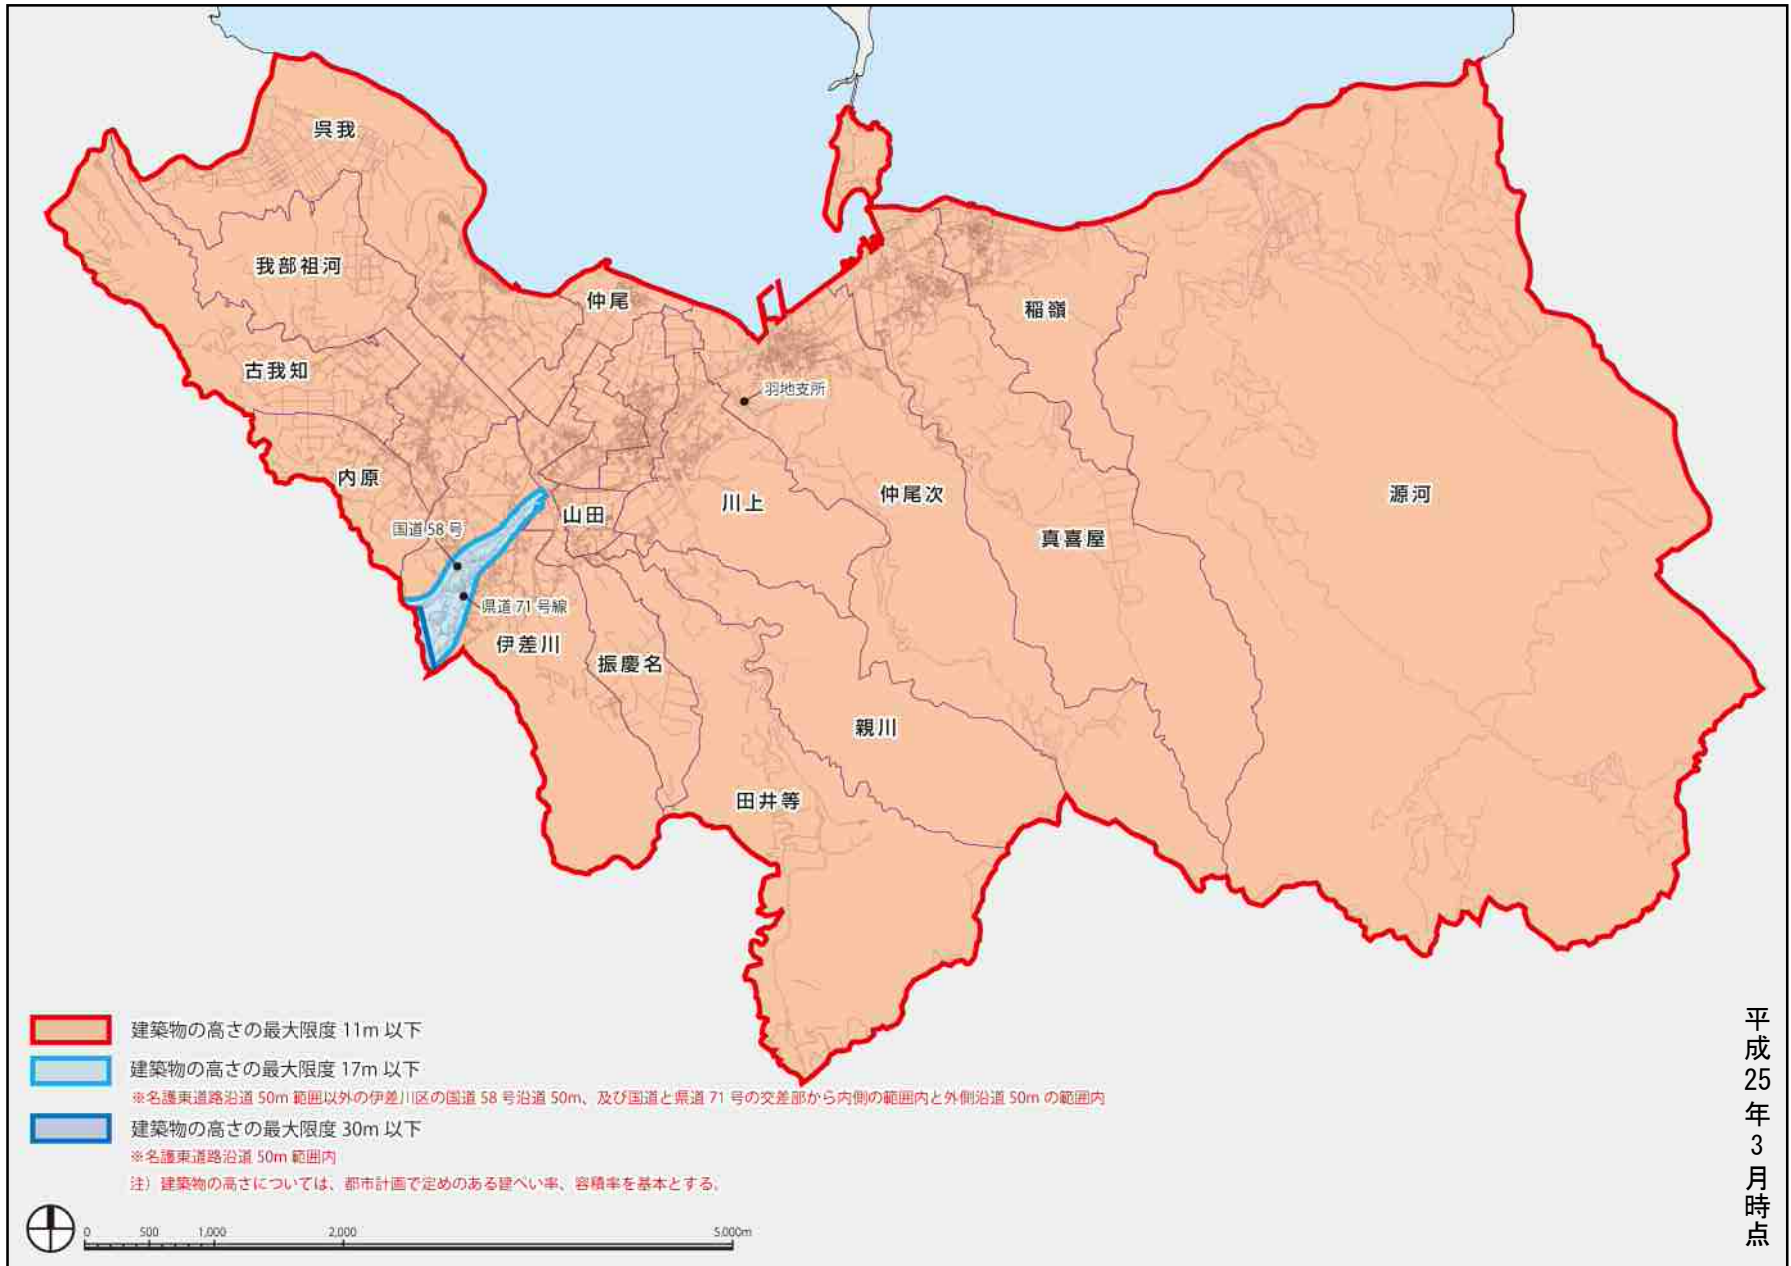 呉我
我部祖河
仲尾
稲嶺
古我知
羽地支所
内原
川上
仲尾次
源河
山田
国道 58 号
真喜屋
県道 71 号線
伊差川
振慶名
親川
田井等
建築物の高さの最大限度 11m 以下
建築物の高さの最大限度 17m 以下
※名護東道路沿道 50m 範囲以外の伊差川区の国道 58 号沿道 50m、及び国道と県道 71 号の交差部から内側の範囲内と外側沿道 50m の範囲内
建築物の高さの最大限度 30m 以下
※名護東道路沿道 50m 範囲内
注）建築物の高さについては、都市計画で定めのある建ぺい率、容積率を基本とする。
0 500 1,000 2,000 5,000m
平成25年3月時点